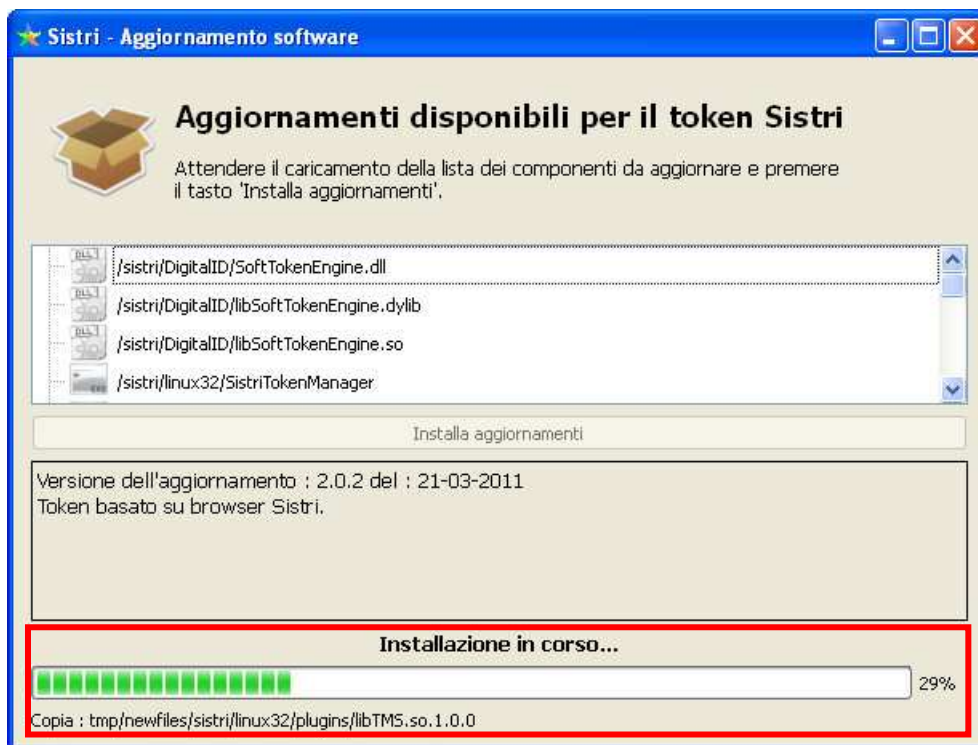 Sistri - Aggiornamento software
Aggiornamenti disponibili per il token Sistri
Attendere il caricamento della lista dei componenti da aggiornare e premere
il tasto 'Installa aggiornamenti'.
DLL
/sistri/DigitalID/SoftTokenEngine.dll
DLL
/sistri/DigitalID/libSoftTokenEngine.dylib
DLL
/sistri/DigitalID/libSoftTokenEngine.so
/sistri/linux32/SistriTokenManager
Installa aggiornamenti
Versione dell'aggiornamento : 2.0.2 del : 21-03-2011
Token basato su browser Sistri.
Installazione in corso...
29%
Copia : tmp/newfiles/sistri/linux32/plugins/libTMS.so.1.0.0